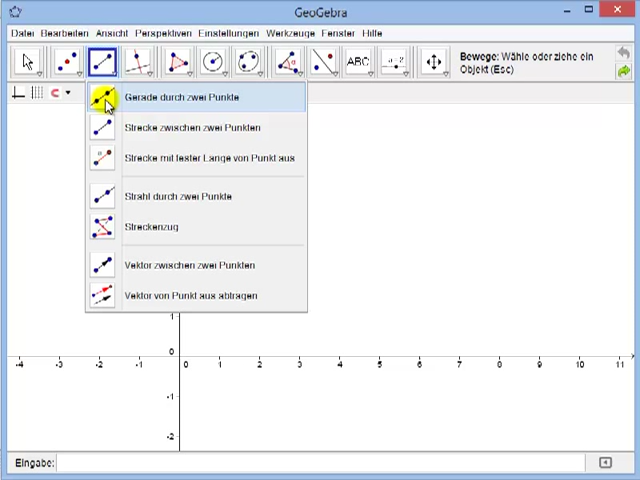 GeoGebra
Datei Bearbeiten Ansicht Perspektiven Einstellungen Werkzeuge Fenster Hilfe
ABC
a=2
Bewege: Wähle oder ziehe ein
Objekt (Esc)
Gerade durch zwei Punkte
Strecke zwischen zwei Punkten
Strecke mit fester Länge von Punkt aus
Strahl durch zwei Punkte
Streckenzug
Vektor zwischen zwei Punkten
Vektor von Punkt aus abtragen
1
0
-4 -3 -2 -1 0 1 2 3 4 5 6 7 8 9 10 11
-1
-2
Eingabe: